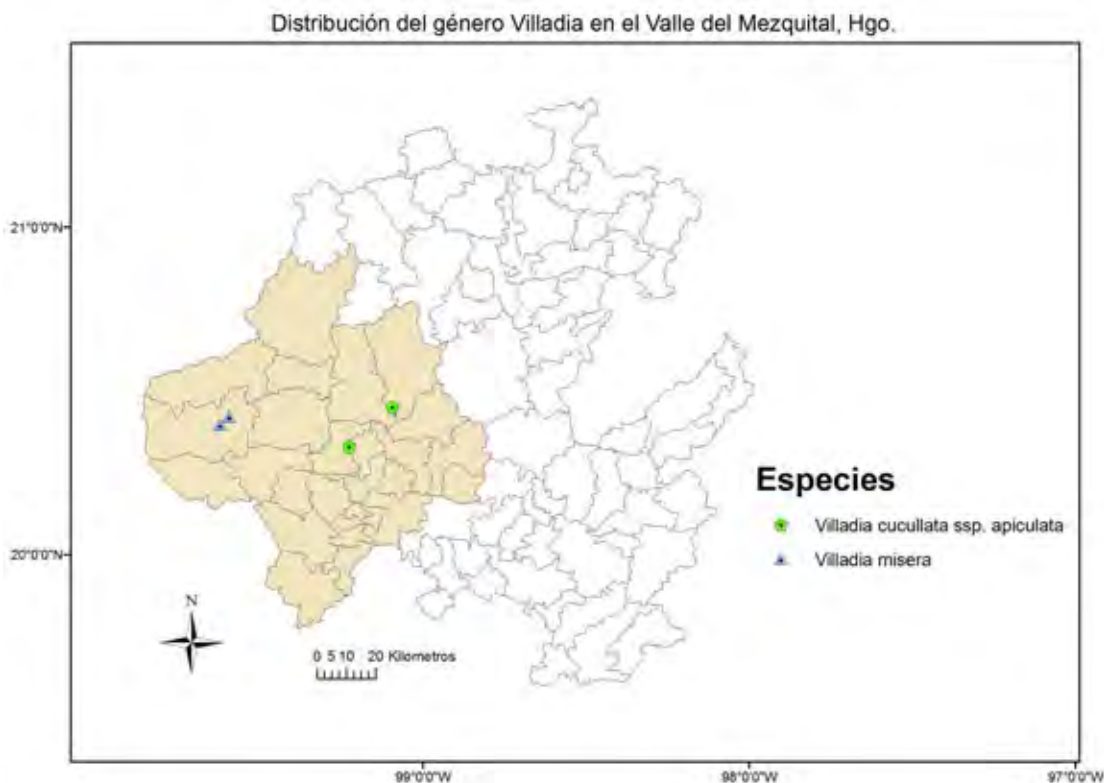 Distribución del género Villadia en el Valle del Mezquital, Hgo.
21°0'0"N
20°0'0"N
Especies
Villadia cucullata ssp. apiculata
Villadia misera
N
0 5 10 20 Kilometros
99°0'0"W
98°0'0"W
97°0'0"W